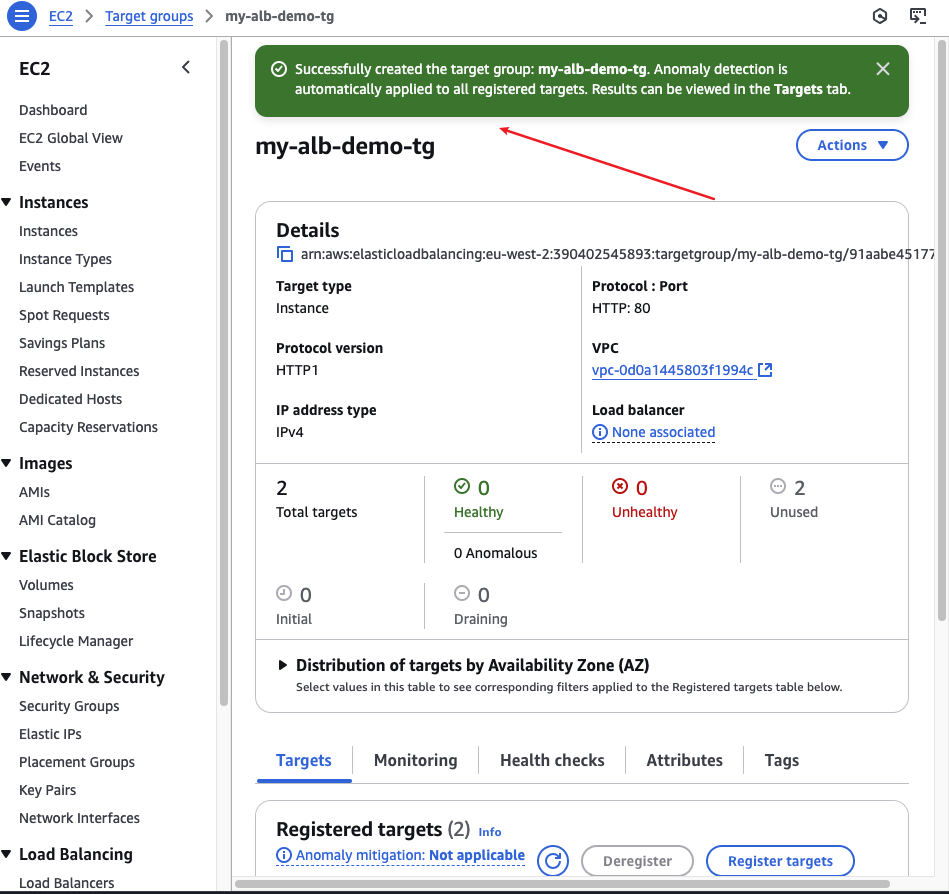 EC2 > Target groups > my-alb-demo-tg
EC2
Dashboard
EC2 Global View
Events
Instances
Instances
Instance Types
Launch Templates
Spot Requests
Savings Plans
Reserved Instances
Dedicated Hosts
Capacity Reservations
Images
AMIs
AMI Catalog
Elastic Block Store
Volumes
Snapshots
Lifecycle Manager
Network & Security
Security Groups
Elastic IPs
Placement Groups
Key Pairs
Network Interfaces
Load Balancing
Load Balancers
Successfully created the target group: my-alb-demo-tg. Anomaly detection is
automatically applied to all registered targets. Results can be viewed in the Targets tab.
my-alb-demo-tg
Actions
Details
arn:aws:elasticloadbalancing:eu-west-2:390402545893:targetgroup/my-alb-demo-tg/91aabe45177
Target type
Instance
Protocol : Port
HTTP: 80
Protocol version
HTTP1
VPC
vpc-0d0a1445803f1994c
IP address type
IPv4
Load balancer
None associated
2
Total targets
0
Healthy
0 Anomalous
0
Unhealthy
2
Unused
0
Initial
0
Draining
Distribution of targets by Availability Zone (AZ)
Select values in this table to see corresponding filters applied to the Registered targets table below.
Targets
Monitoring
Health checks
Attributes
Tags
Registered targets (2) Info
Anomaly mitigation: Not applicable
Deregister
Register targets